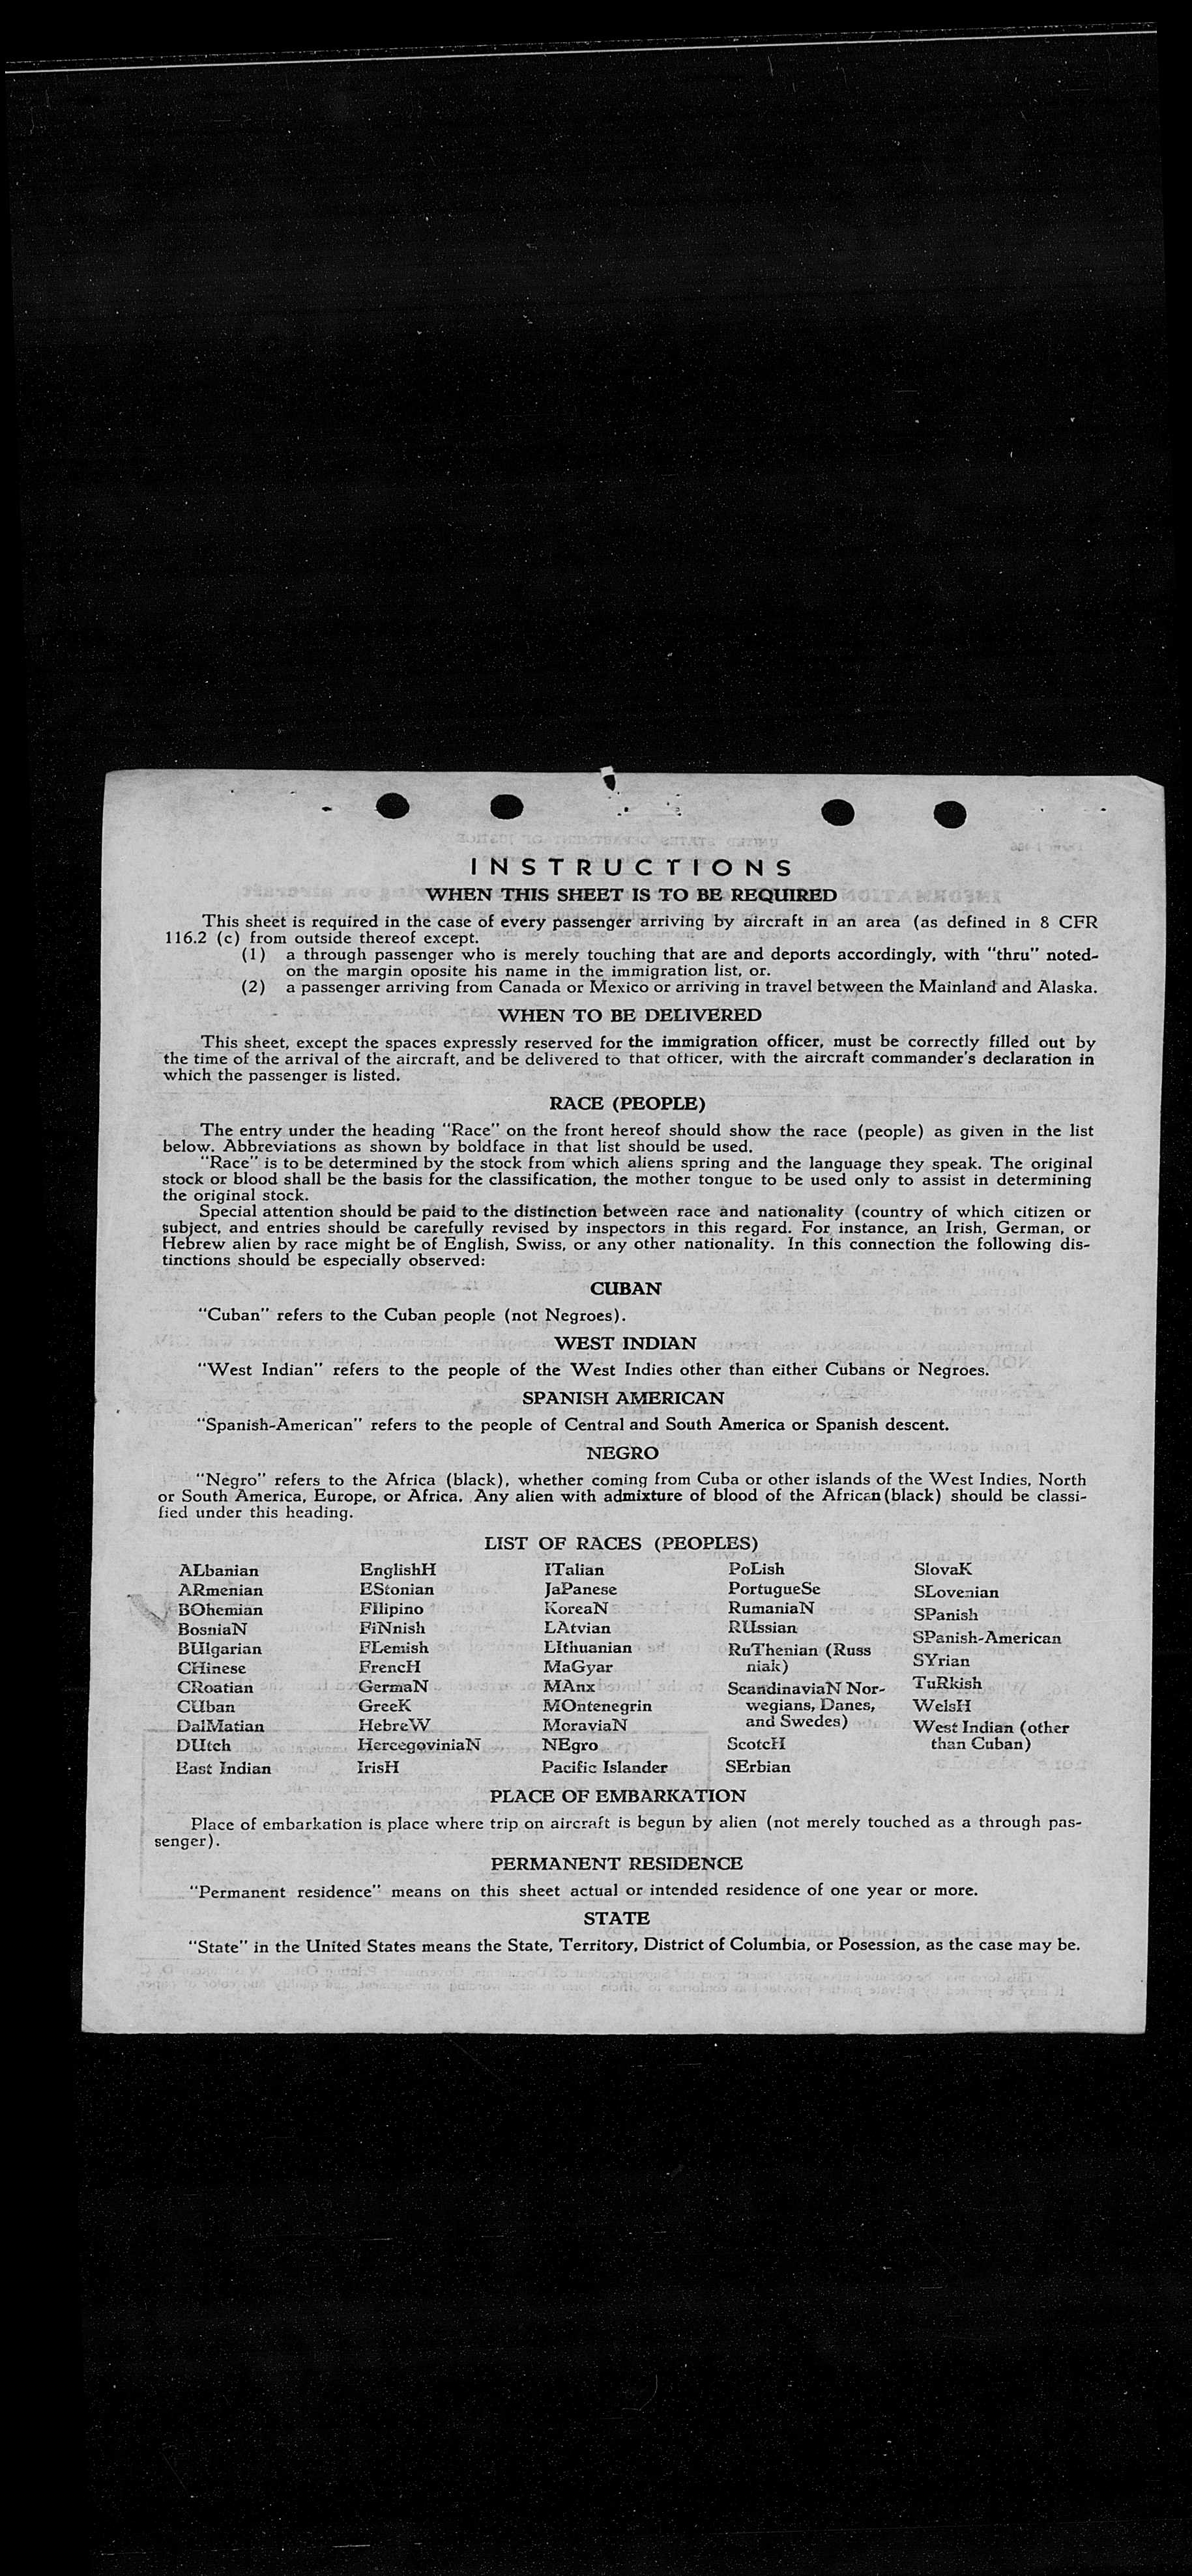 INSTRUCTIONS
WHEN THIS SHEET IS TO BE REQUIRED
This sheet is required in the case of every passenger arriving by aircraft in an area (as defined in 8 CFR
116.2 (c) from outside thereof except.
(1) a through passenger who is merely touching that are and deports accordingly, with "thru" noted-
on the margin oposite his name in the immigration list, or.
(2) a passenger arriving from Canada or Mexico or arriving in travel between the Mainland and Alaska.
WHEN TO BE DELIVERED
This sheet, except the spaces expressly reserved for the immigration officer, must be correctly filled out by
the time of the arrival of the aircraft, and be delivered to that officer, with the aircraft commander's declaration in
which the passenger is listed.
RACE (PEOPLE)
The entry under the heading "Race" on the front hereof should show the race (people) as given in the list
below. Abbreviations as shown by boldface in that list should be used.
"Race" is to be determined by the stock from which aliens spring and the language they speak. The original
stock or blood shall be the basis for the classification, the mother tongue to be used only to assist in determining
the original stock.
Special attention should be paid to the distinction between race and nationality (country of which citizen or
subject, and entries should be carefully revised by inspectors in this regard. For instance, an Irish, German, or
Hebrew alien by race might be of English, Swiss, or any other nationality. In this connection the following dis-
tinctions should be especially observed:
CUBAN
"Cuban" refers to the Cuban people (not Negroes).
WEST INDIAN
"West Indian" refers to the people of the West Indies other than either Cubans or Negroes.
SPANISH AMERICAN
"Spanish-American" refers to the people of Central and South America or Spanish descent.
NEGRO
"Negro" refers to the Africa (black), whether coming from Cuba or other islands of the West Indies, North
or South America, Europe, or Africa. Any alien with admixture of blood of the African (black) should be classi-
fied under this heading.
LIST OF RACES (PEOPLES)
ALbanian
ARmenian
BOhemian
BosniaN
BUlgarian
CHinese
CRoatian
CUban
DalMatian
DUtch
East Indian
EnglishH
EStonian
FIlipino
FiNnish
FLemish
FrencH
GermaN
GreeK
HebreW
HercegoviniaN
IrisH
ITalian
JaPanese
KoreaN
LAtvian
LIthuanian
MaGyar
MAnx
MOntenegrin
MoraviaN
NEgro
Pacific Islander
PoLish
PortugueSe
RumaniaN
RUssian
RuThenian (Russ
niak)
ScandinaviaN Nor-
wegians, Danes,
and Swedes)
ScotcH
SErbian
SlovaK
SLovenian
SPanish
SPanish-American
SYrian
TuRkish
WelsH
West Indian (other
than Cuban)
PLACE OF EMBARKATION
Place of embarkation is place where trip on aircraft is begun by alien (not merely touched as a through pas-
senger).
PERMANENT RESIDENCE
"Permanent residence" means on this sheet actual or intended residence of one year or more.
STATE
"State" in the United States means the State, Territory, District of Columbia, or Posession, as the case may be.